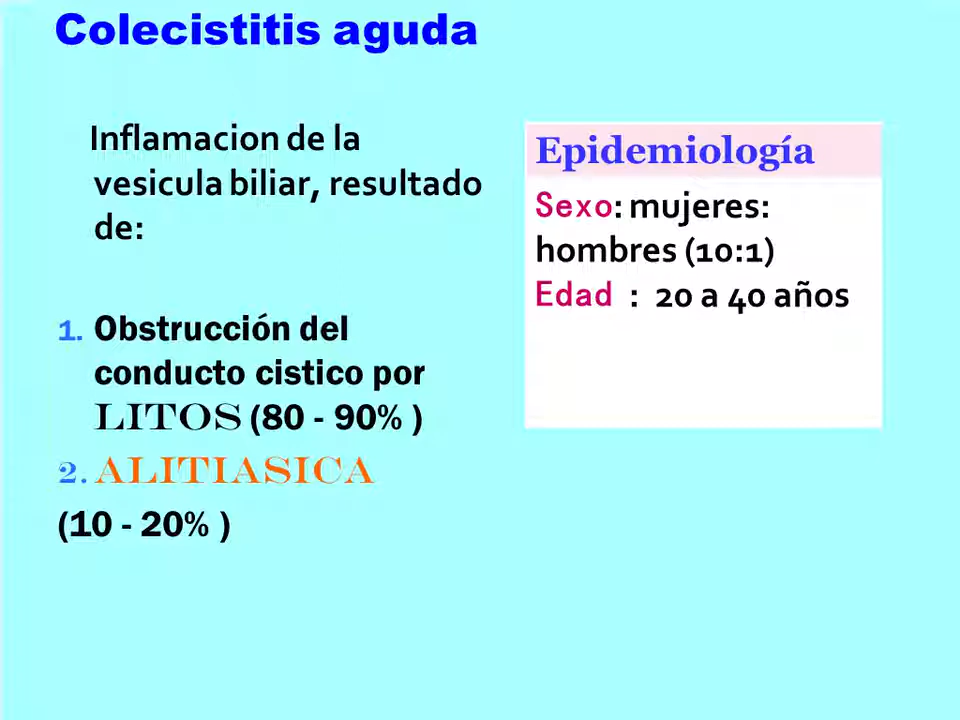 Colecistitis aguda
Inflamacion de la
vesicula biliar, resultado
de:
1. Obstrucción del
conducto cistico por
LITOS (80 - 90% )
2. ALITIASICA
(10 - 20% )
Epidemiología
Sexo: mujeres:
hombres (10:1)
Edad : 20 a 40 años